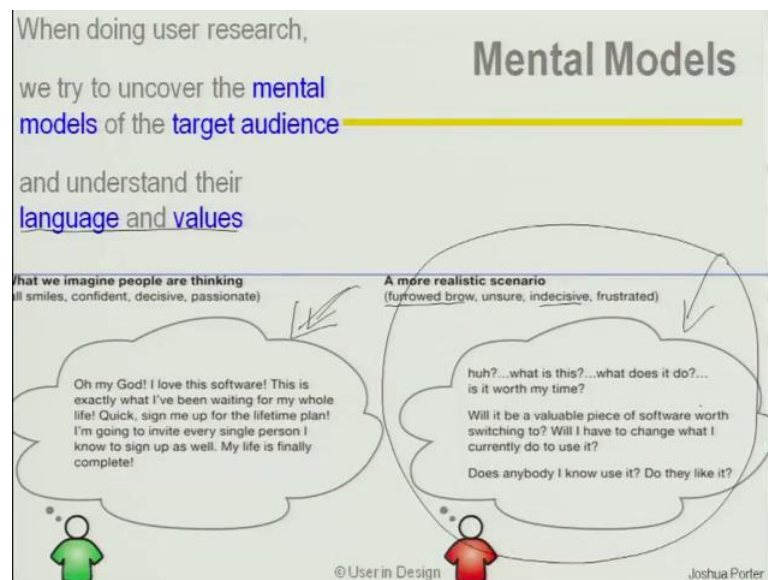 When doing user research,
Mental Models
we try to uncover the mental
models of the target audience
and understand their
language and values
hat we imagine people are thinking
ll smiles, confident, decisive, passionate)
Oh my God! I love this software! This is
exactly what I've been waiting for my whole
life! Quick, sign me up for the lifetime plan!
I'm going to invite every single person I
know to sign up as well. My life is finally
complete!
A more realistic scenario
(furrowed brow, unsure, indecisive, frustrated)
huh?...what is this?...what does it do?...
is it worth my time?
Will it be a valuable piece of software worth
switching to? Will I have to change what I
currently do to use it?
Does anybody I know use it? Do they like it?
© User in Design
Joshua Porter